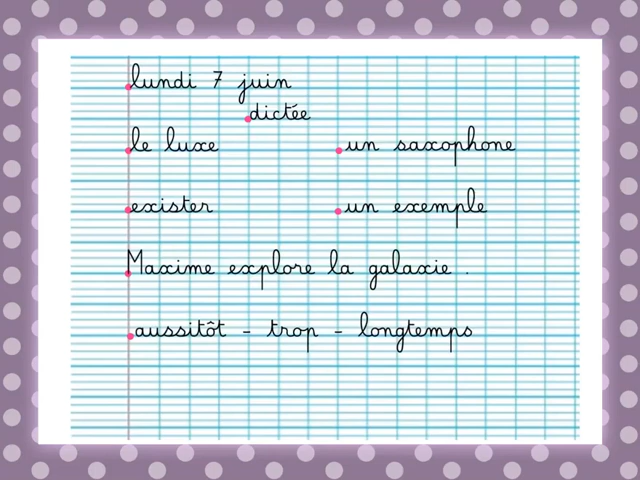 lundi 7 juin
dictée
le luxe un saxophone
exister un exemple
Maxime explore la galaxie .
aussitôt - trop - longtemps